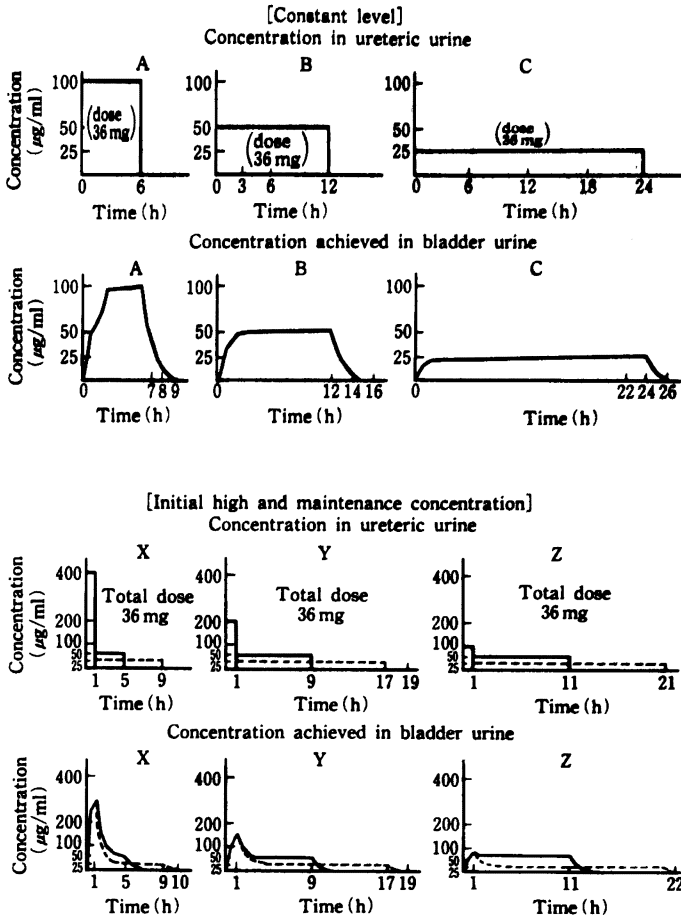 [Constant level]
Concentration in ureteric urine
A B C
Concentration (μg/ml)
100 50 25
(dose 36 mg)
0 6
Time (h)
100 50 25
(dose 36 mg)
0 3 6 12
Time (h)
100 50 25
(dose 36 mg)
0 6 12 18 24
Time (h)
Concentration achieved in bladder urine
A B C
Concentration (μg/ml)
100 50 25
0 7 8 9
Time (h)
100 50 25
0 12 14 16
Time (h)
100 50 25
0 22 24 26
Time (h)
[Initial high and maintenance concentration]
Concentration in ureteric urine
X Y Z
Concentration (μg/ml)
400 200 100 50 25
Total dose
36 mg
1 5 9
Time (h)
400 200 100 50 25
Total dose
36 mg
1 9 17 19
Time (h)
400 200 100 50 25
Total dose
36 mg
1 11 21
Time (h)
Concentration achieved in bladder urine
X Y Z
Concentration (μg/ml)
400 200 100 50 25
1 5 9 10
Time (h)
400 200 100 50 25
1 9 17 19
Time (h)
400 200 100 50 25
1 11 22
Time (h)